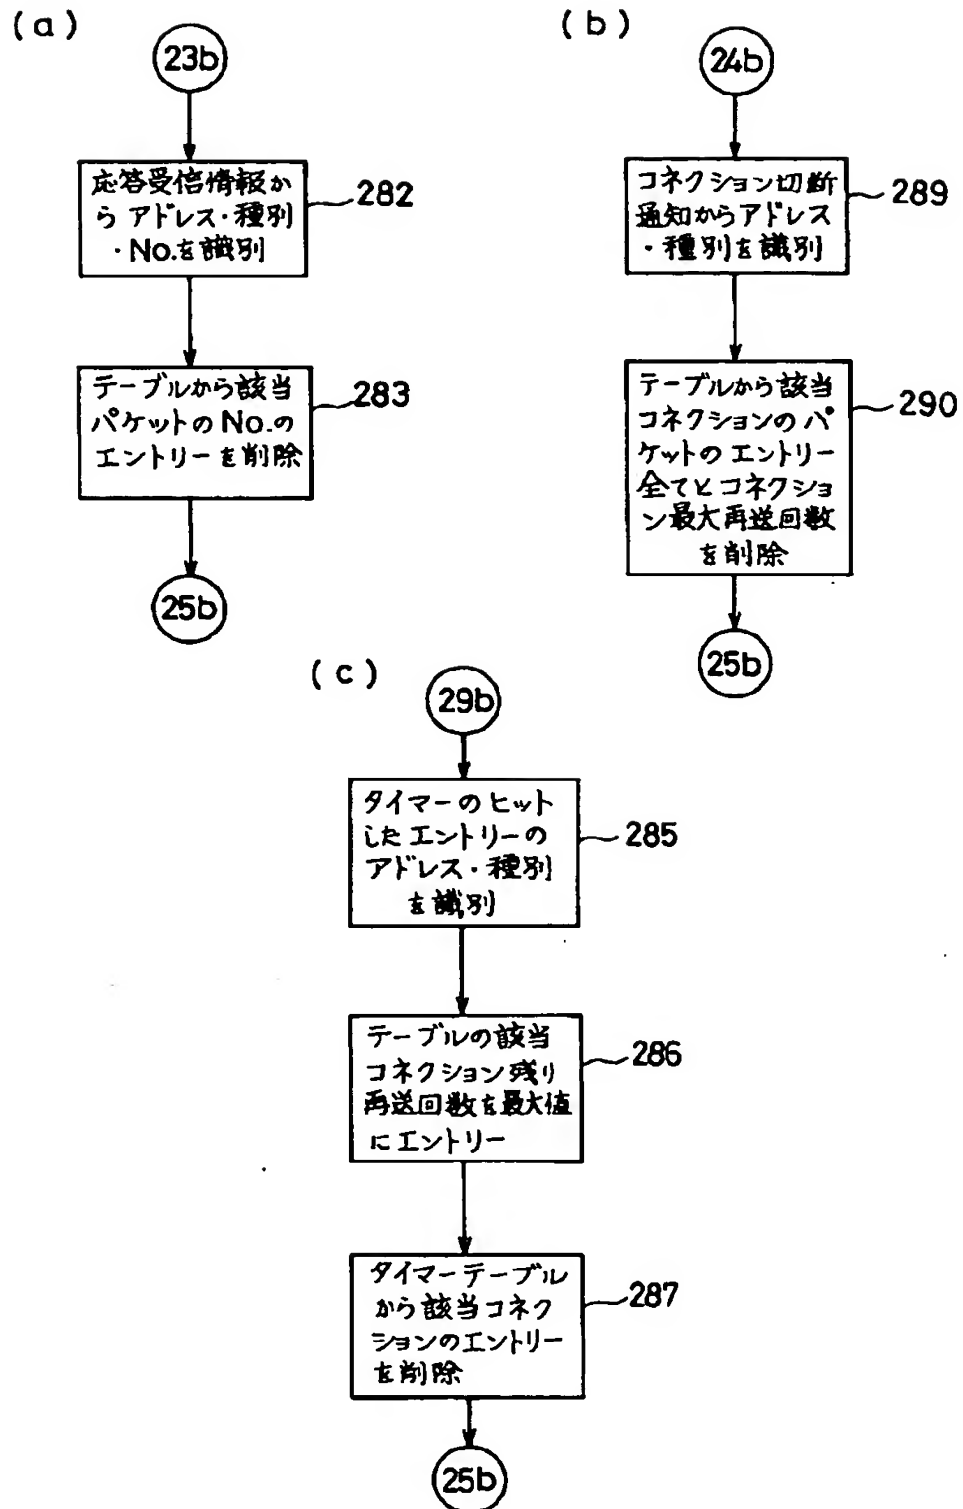 (a)
23b
応答受信情報か
ら アドレス・種別
・No.を識別
282
テーブルから該当
パケットのNo.の
エントリーを削除
283
25b
(b)
24b
コネクション切断
通知からアドレス
・種別を識別
289
テーブルから該当
コネクションのパ
ケットのエントリー
全てとコネクショ
ン最大再送回数
を削除
290
25b
(c)
29b
タイマーのヒット
したエントリーの
アドレス・種別
を識別
285
テーブルの該当
コネクション残り
再送回数を最大値
にエントリー
286
タイマーテーブル
から該当コネク
ションのエントリー
を削除
287
25b